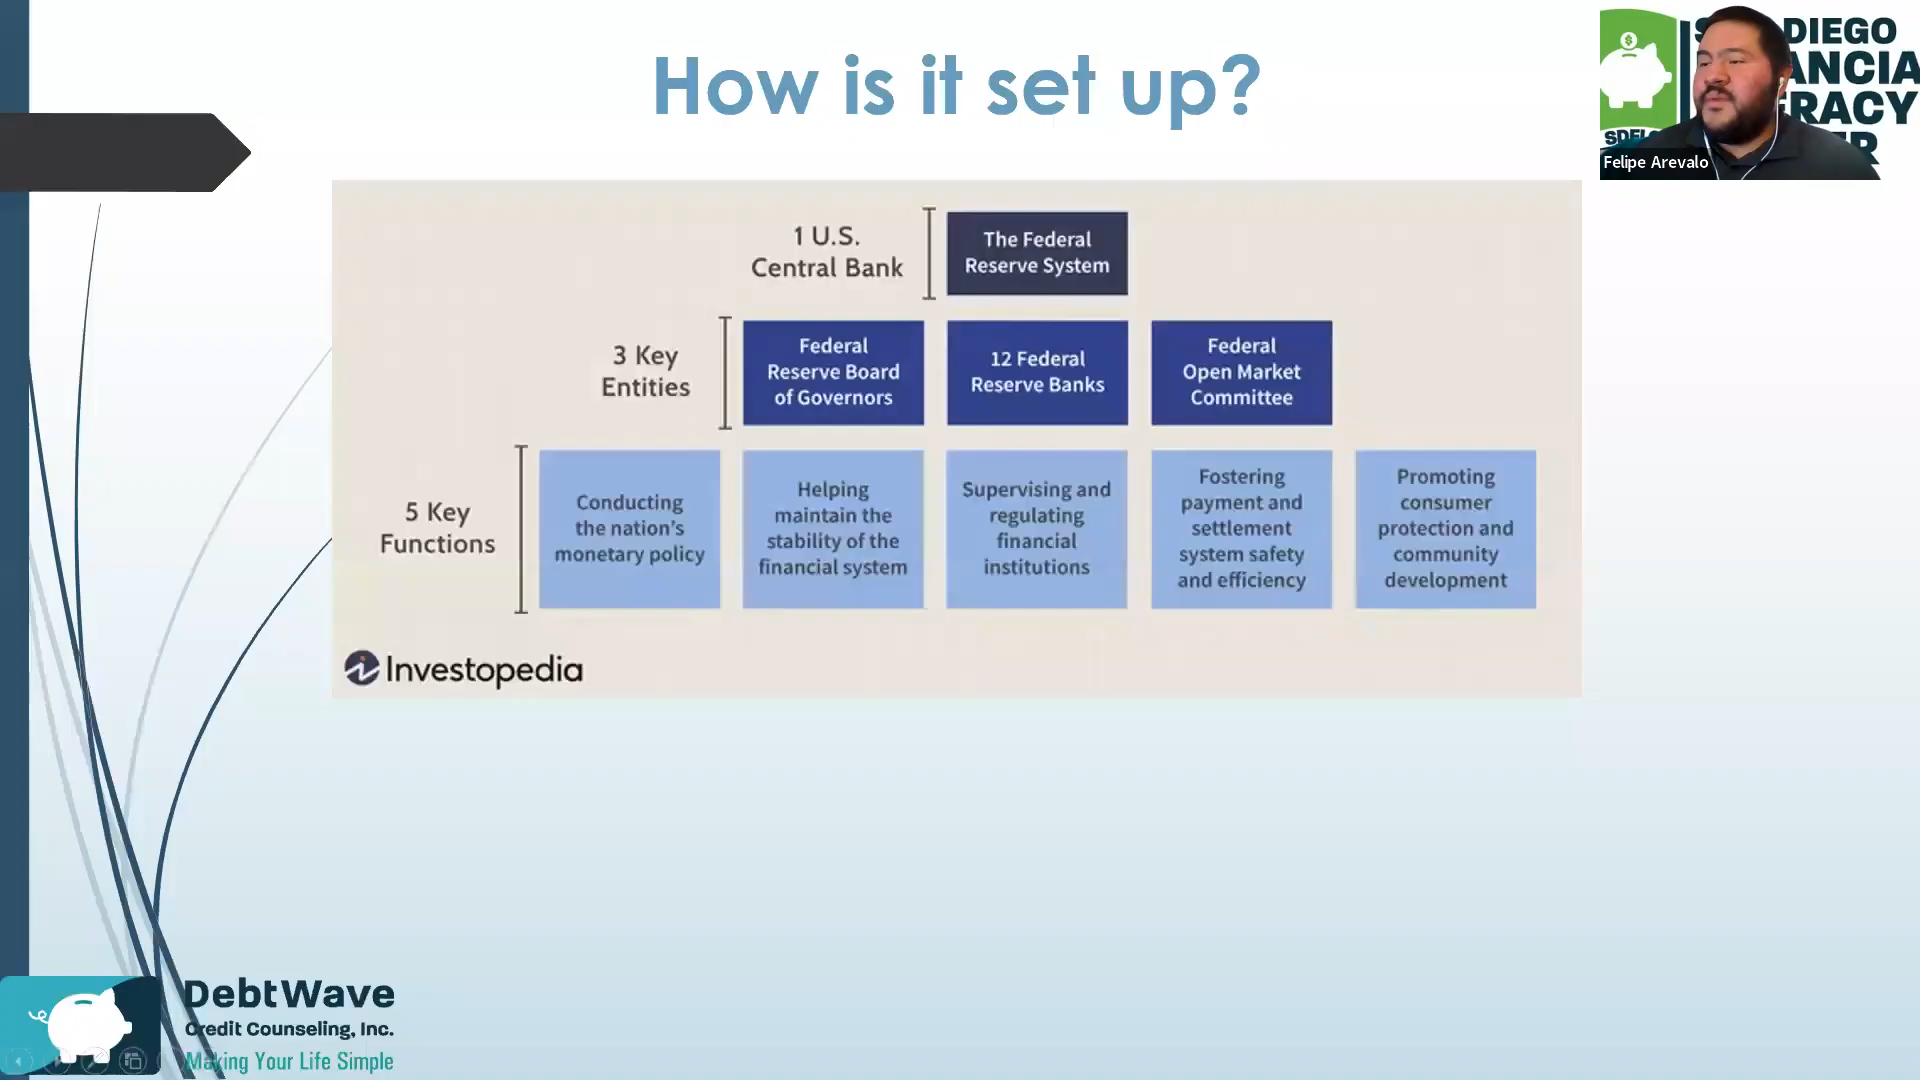 How is it set up?
DIEGO
ANCIA
RACY
R
SDFL
Felipe Arevalo
1 U.S.
Central Bank
The Federal
Reserve System
3 Key
Entities
Federal
Reserve Board
of Governors
12 Federal
Reserve Banks
Federal
Open Market
Committee
5 Key
Functions
Conducting
the nation's
monetary policy
Helping
maintain the
stability of the
financial system
Supervising and
regulating
financial
institutions
Fostering
payment and
settlement
system safety
and efficiency
Promoting
consumer
protection and
community
development
Investopedia
DebtWave
Credit Counseling, Inc.
Making Your Life Simple